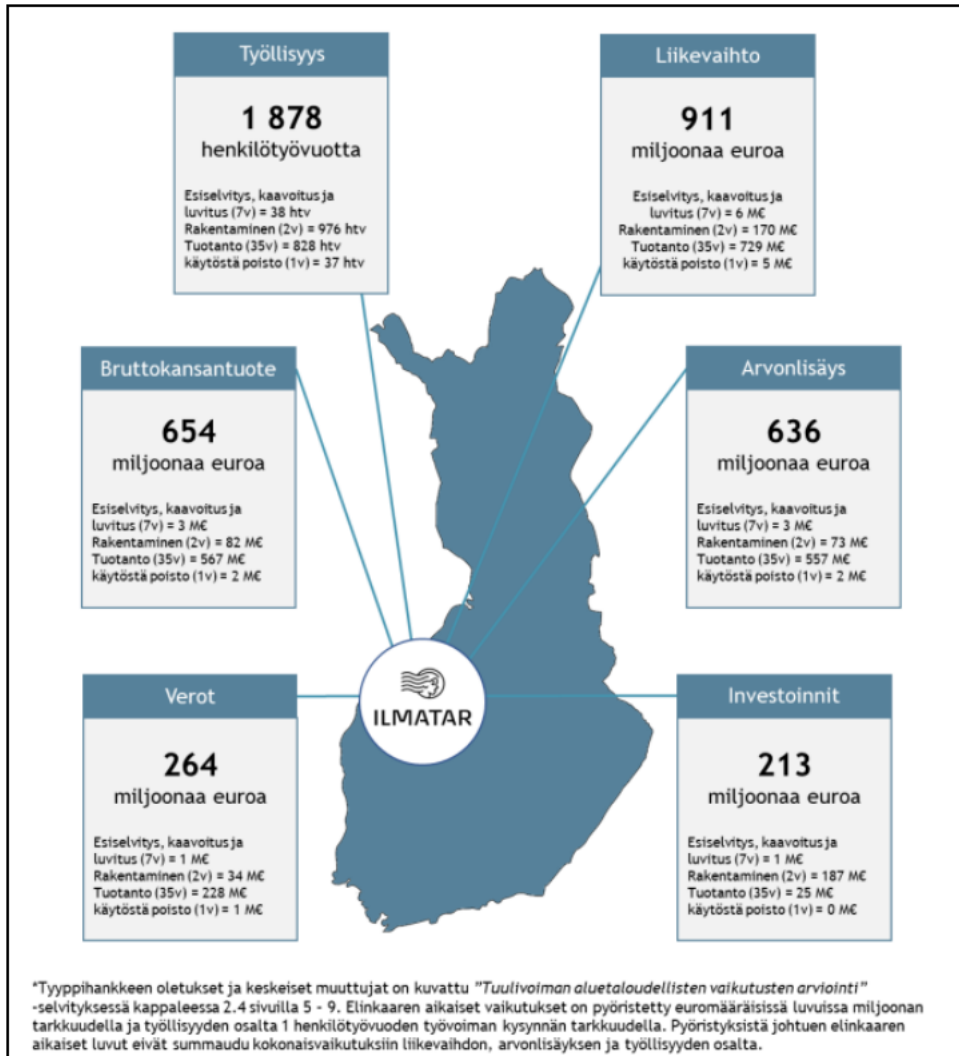 Työllisyys
1 878
henkilötyövuotta
Esiselvitys, kaavoitus ja
luvitus (7v) = 38 htv
Rakentaminen (2v) = 976 htv
Tuotanto (35v) = 828 htv
käytöstä poisto (1v) = 37 htv
Liikevaihto
911
miljoonaa euroa
Esiselvitys, kaavoitus ja
luvitus (7v) = 6 M€
Rakentaminen (2v) = 170 M€
Tuotanto (35v) = 729 M€
käytöstä poisto (1v) = 5 M€
Bruttokansantuote
654
miljoonaa euroa
Esiselvitys, kaavoitus ja
luvitus (7v) = 3 M€
Rakentaminen (2v) = 82 M€
Tuotanto (35v) = 567 M€
käytöstä poisto (1v) = 2 M€
Arvonlisäys
636
miljoonaa euroa
Esiselvitys, kaavoitus ja
luvitus (7v) = 3 M€
Rakentaminen (2v) = 73 M€
Tuotanto (35v) = 557 M€
käytöstä poisto (1v) = 2 M€
ILMATAR
Verot
264
miljoonaa euroa
Esiselvitys, kaavoitus ja
luvitus (7v) = 1 M€
Rakentaminen (2v) = 34 M€
Tuotanto (35v) = 228 M€
käytöstä poisto (1v) = 1 M€
Investoinnit
213
miljoonaa euroa
Esiselvitys, kaavoitus ja
luvitus (7v) = 1 M€
Rakentaminen (2v) = 187 M€
Tuotanto (35v) = 25 M€
käytöstä poisto (1v) = 0 M€
*Tyyppihankkeen oletukset ja keskeiset muuttujat on kuvattu "Tuulivoiman aluetaloudellisten vaikutusten arviointi"
-selvityksessä kappaleessa 2.4 sivuilla 5 - 9. Elinkaaren aikaiset vaikutukset on pyöristetty euromääräisissä luvuissa miljoonan
tarkkuudella ja työllisyyden osalta 1 henkilötyövuoden työvoiman kysynnän tarkkuudella. Pyöristyksistä johtuen elinkaaren
aikaiset luvut eivät summaudu kokonaisvaikutuksiin liikevaihdon, arvonlisäyksen ja työllisyyden osalta.